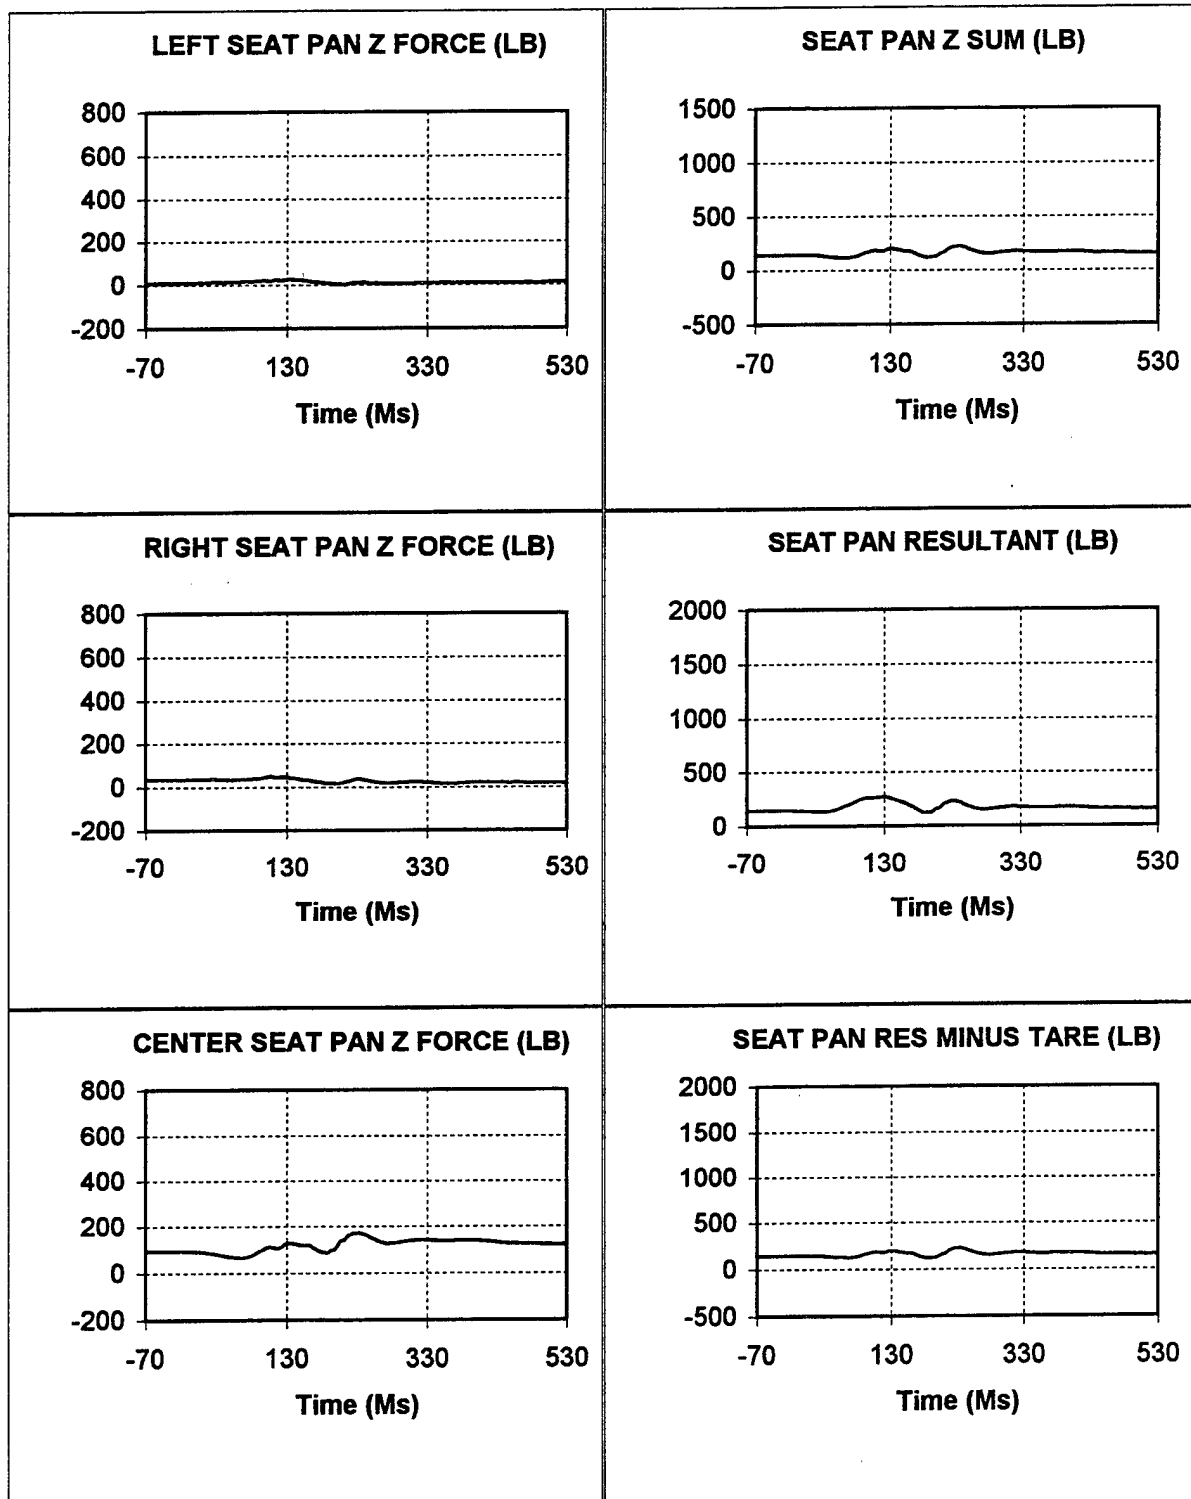 LEFT SEAT PAN Z FORCE (LB)
800
600
400
200
0
-200
-70 130 330 530
Time (Ms)
SEAT PAN Z SUM (LB)
1500
1000
500
0
-500
-70 130 330 530
Time (Ms)
RIGHT SEAT PAN Z FORCE (LB)
800
600
400
200
0
-200
-70 130 330 530
Time (Ms)
SEAT PAN RESULTANT (LB)
2000
1500
1000
500
0
-70 130 330 530
Time (Ms)
CENTER SEAT PAN Z FORCE (LB)
800
600
400
200
0
-200
-70 130 330 530
Time (Ms)
SEAT PAN RES MINUS TARE (LB)
2000
1500
1000
500
0
-500
-70 130 330 530
Time (Ms)